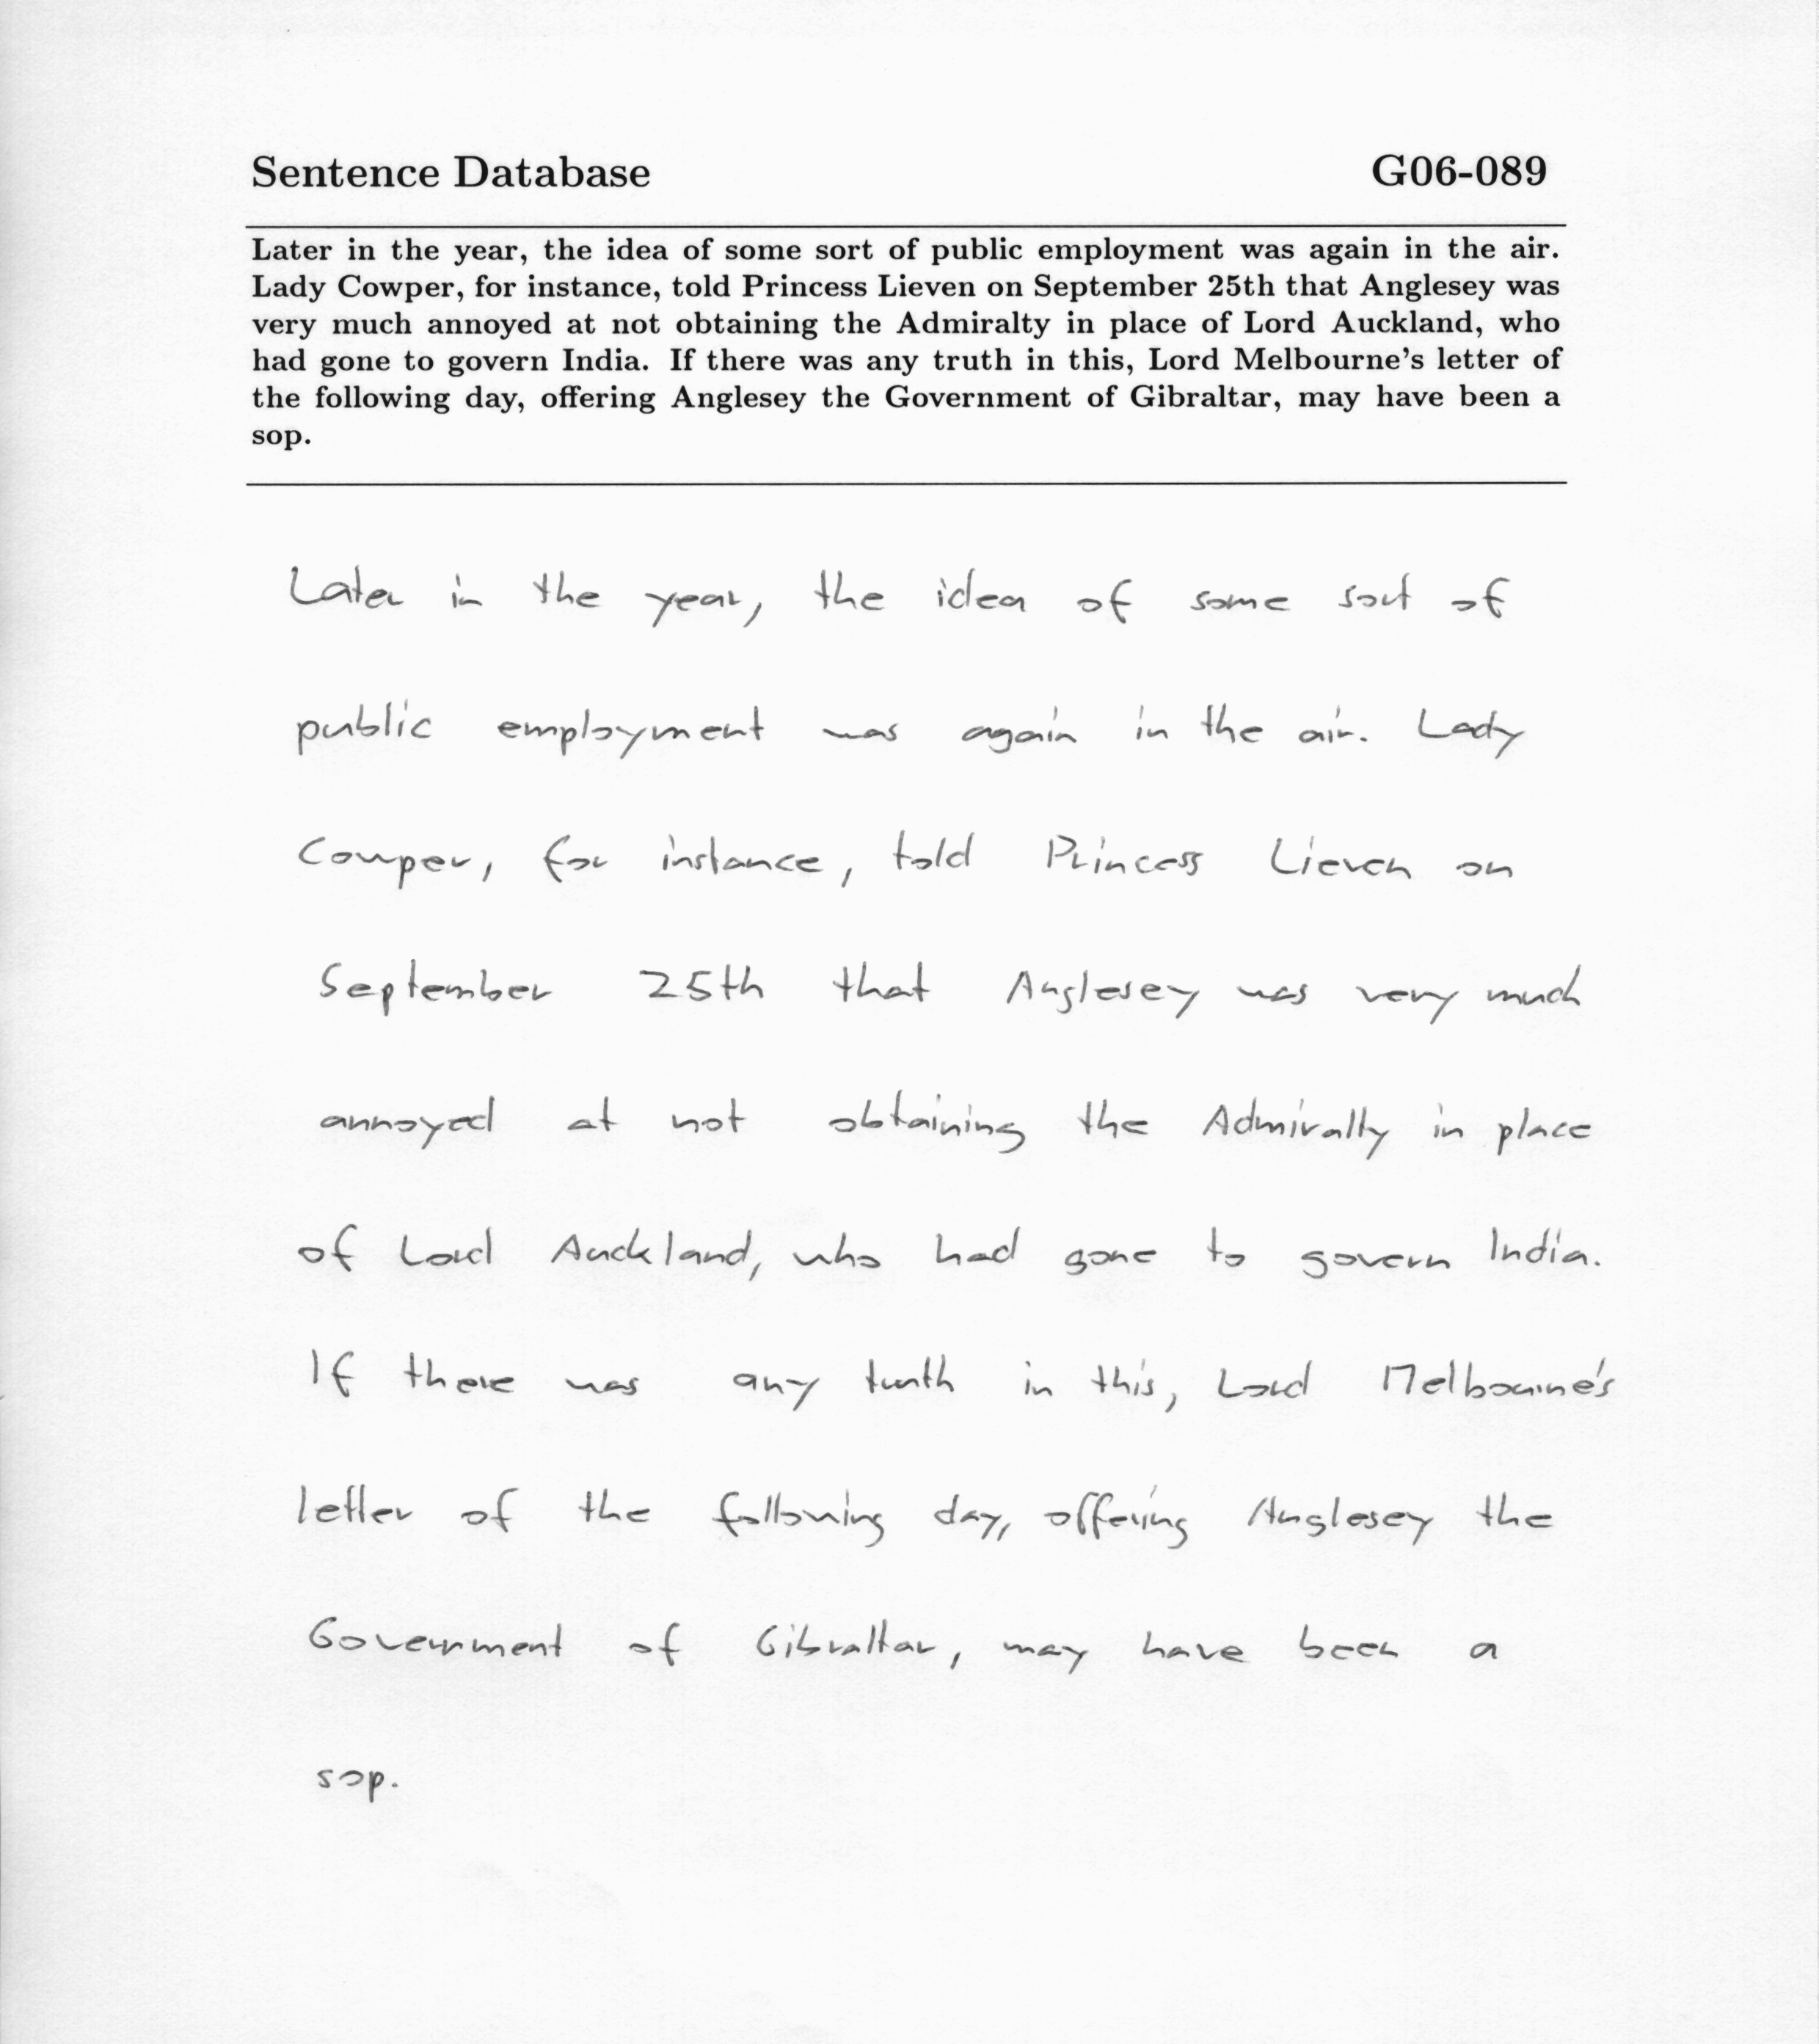 Sentence Database G06-089
Later in the year, the idea of some sort of public employment was again in the air.
Lady Cowper, for instance, told Princess Lieven on September 25th that Anglesey was
very much annoyed at not obtaining the Admiralty in place of Lord Auckland, who
had gone to govern India. If there was any truth in this, Lord Melbourne's letter of
the following day, offering Anglesey the Government of Gibraltar, may have been a
sop.
Later in the year, the idea of some sort of
public employment was again in the air. Lady
Cowper, for instance, told Princess Lieven on
September 25th that Anglesey was very much
annoyed at not obtaining the Admiralty in place
of Lord Auckland, who had gone to govern India.
If there was any truth in this, Lord Melbourne's
letter of the following day, offering Anglesey the
Government of Gibraltar, may have been a
sop.